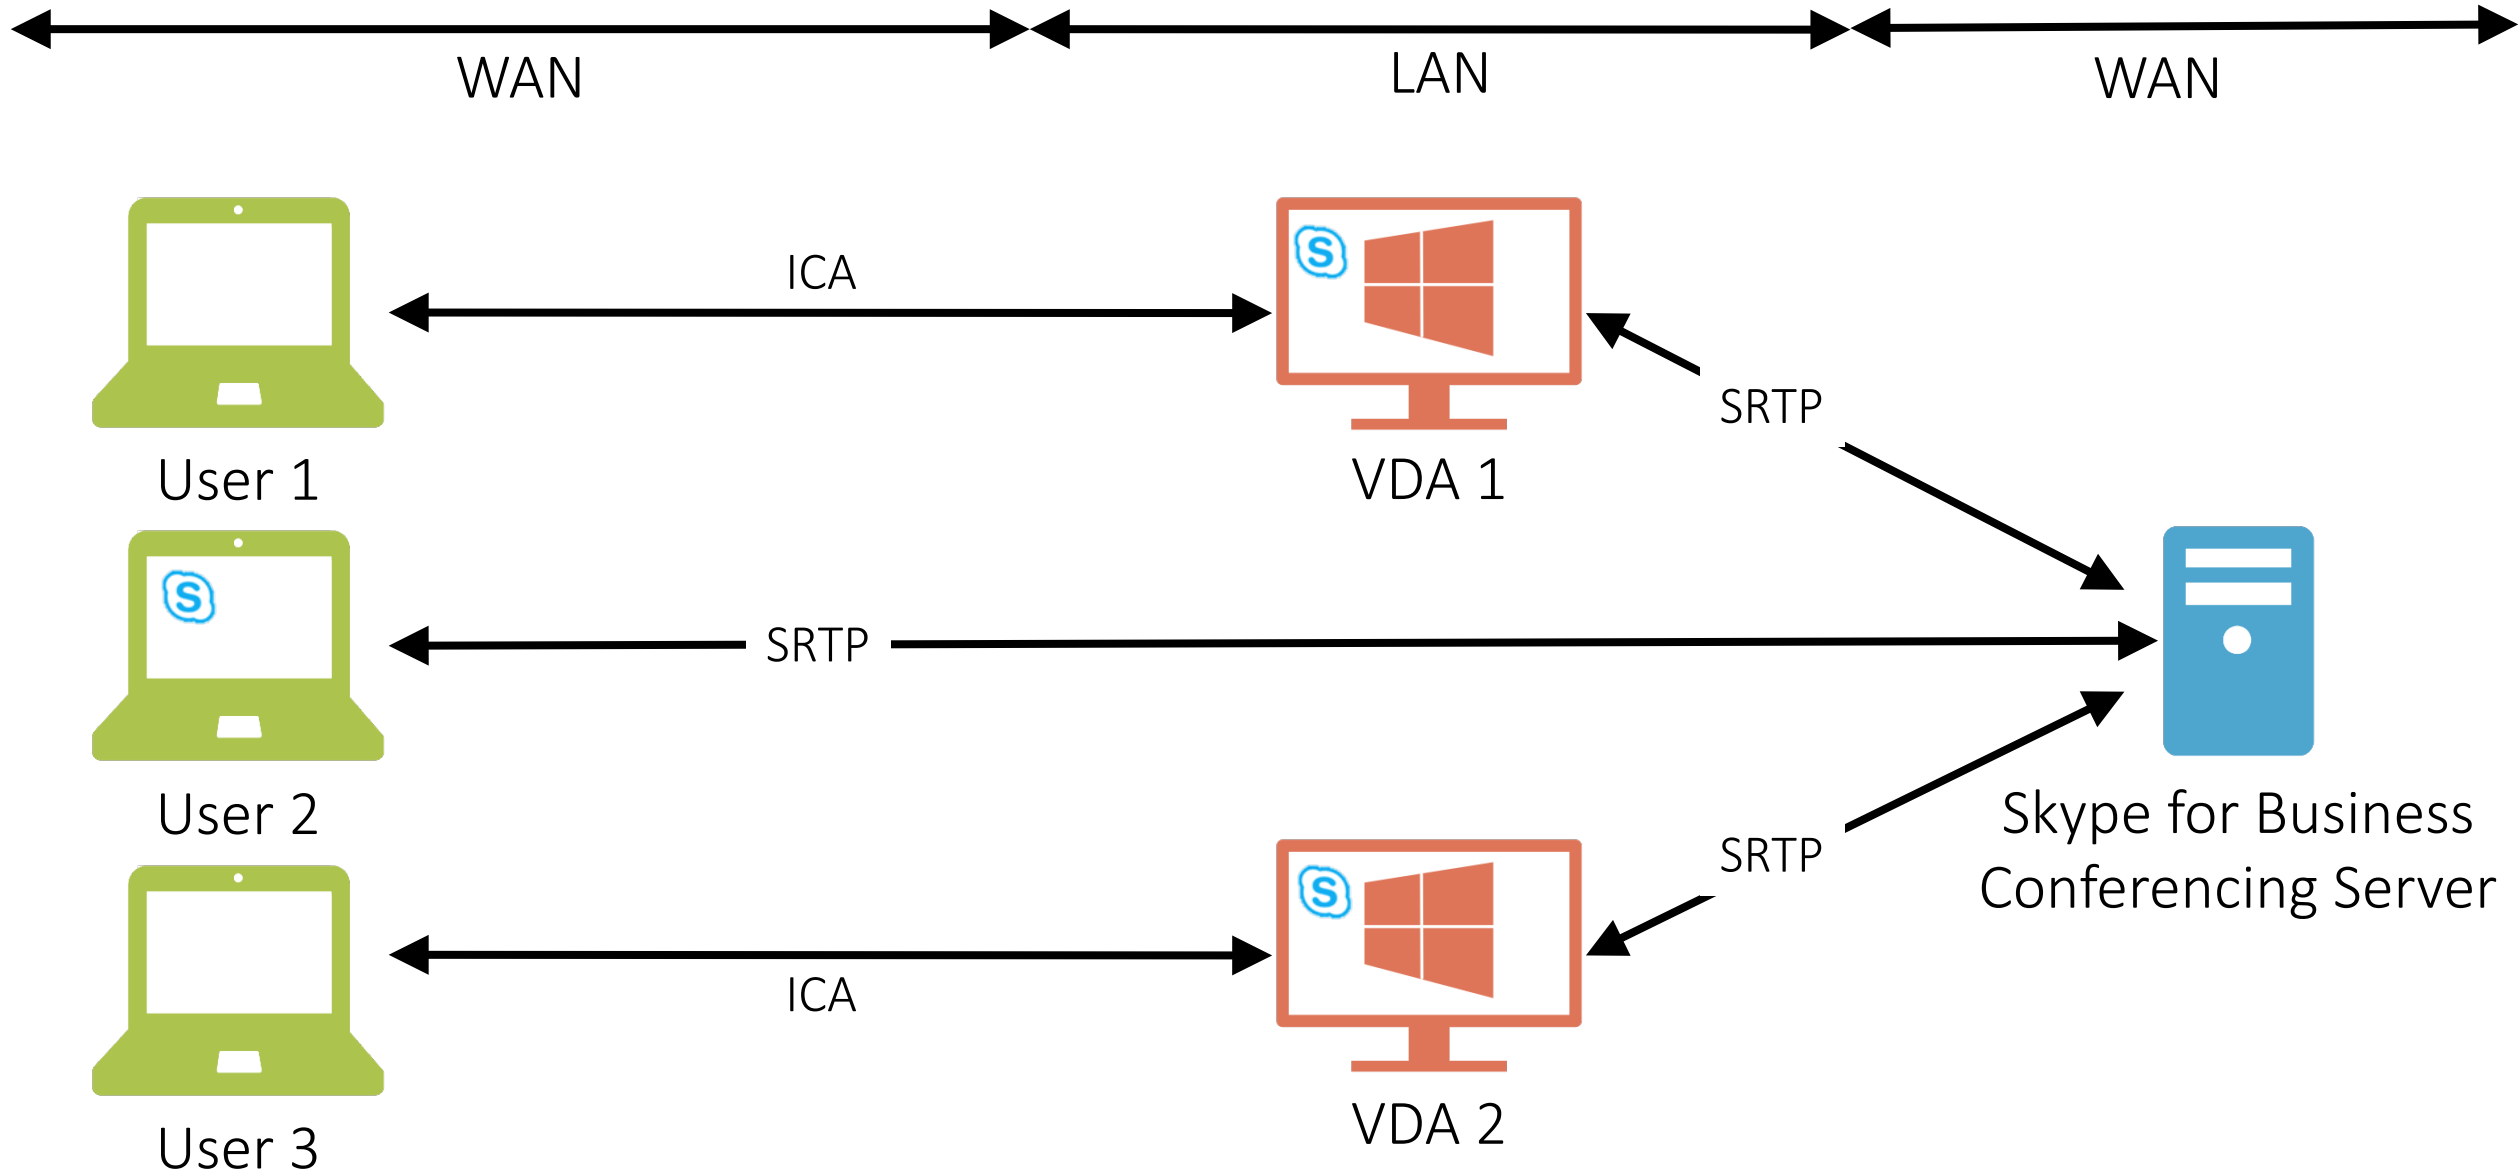 WAN
LAN
WAN
ICA
SRTP
User 1
VDA 1
SRTP
User 2
Skype for Business
Conferencing Server
SRTP
ICA
User 3
VDA 2